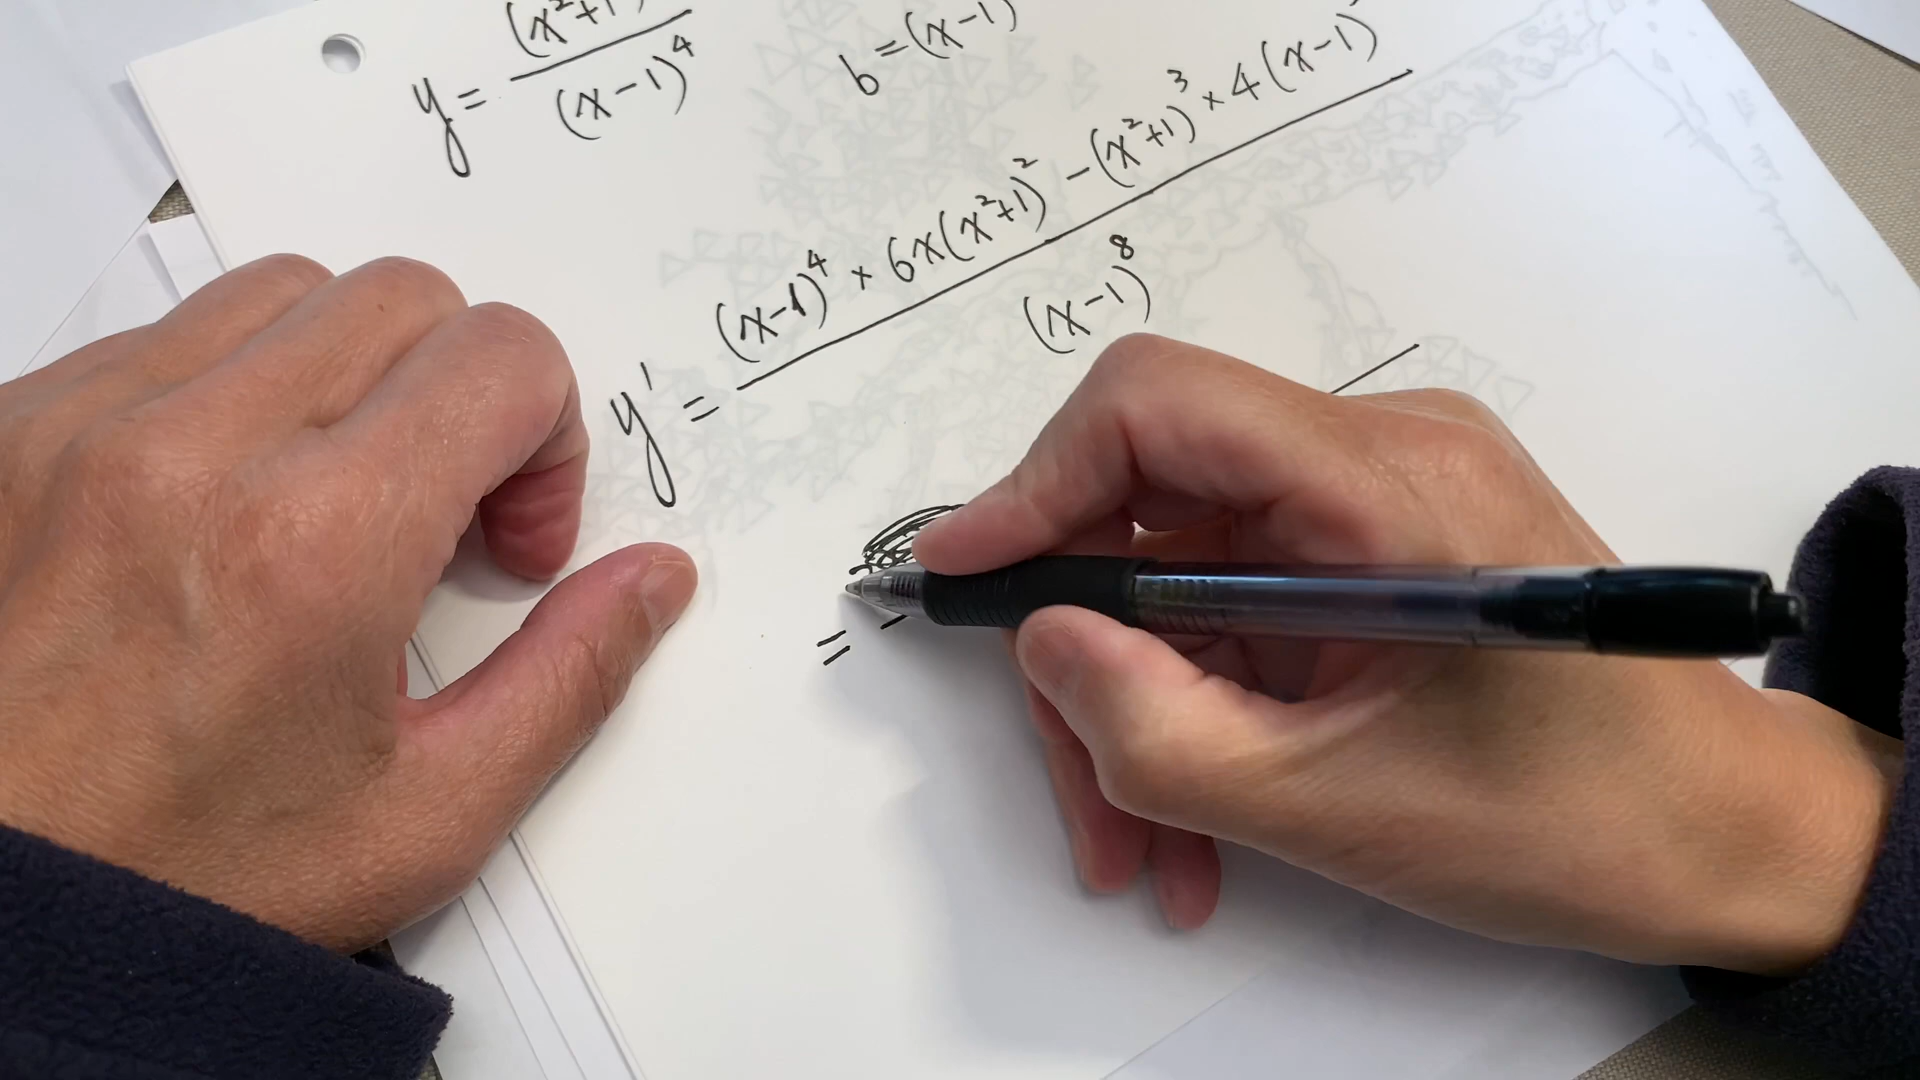 y = (x²+1)/(x-1)⁴
b = (x-1)
y' = ((x-1)⁴ × 6x(x²+1)² - (x²+1)³ × 4(x-1))/(x-1)⁸
=